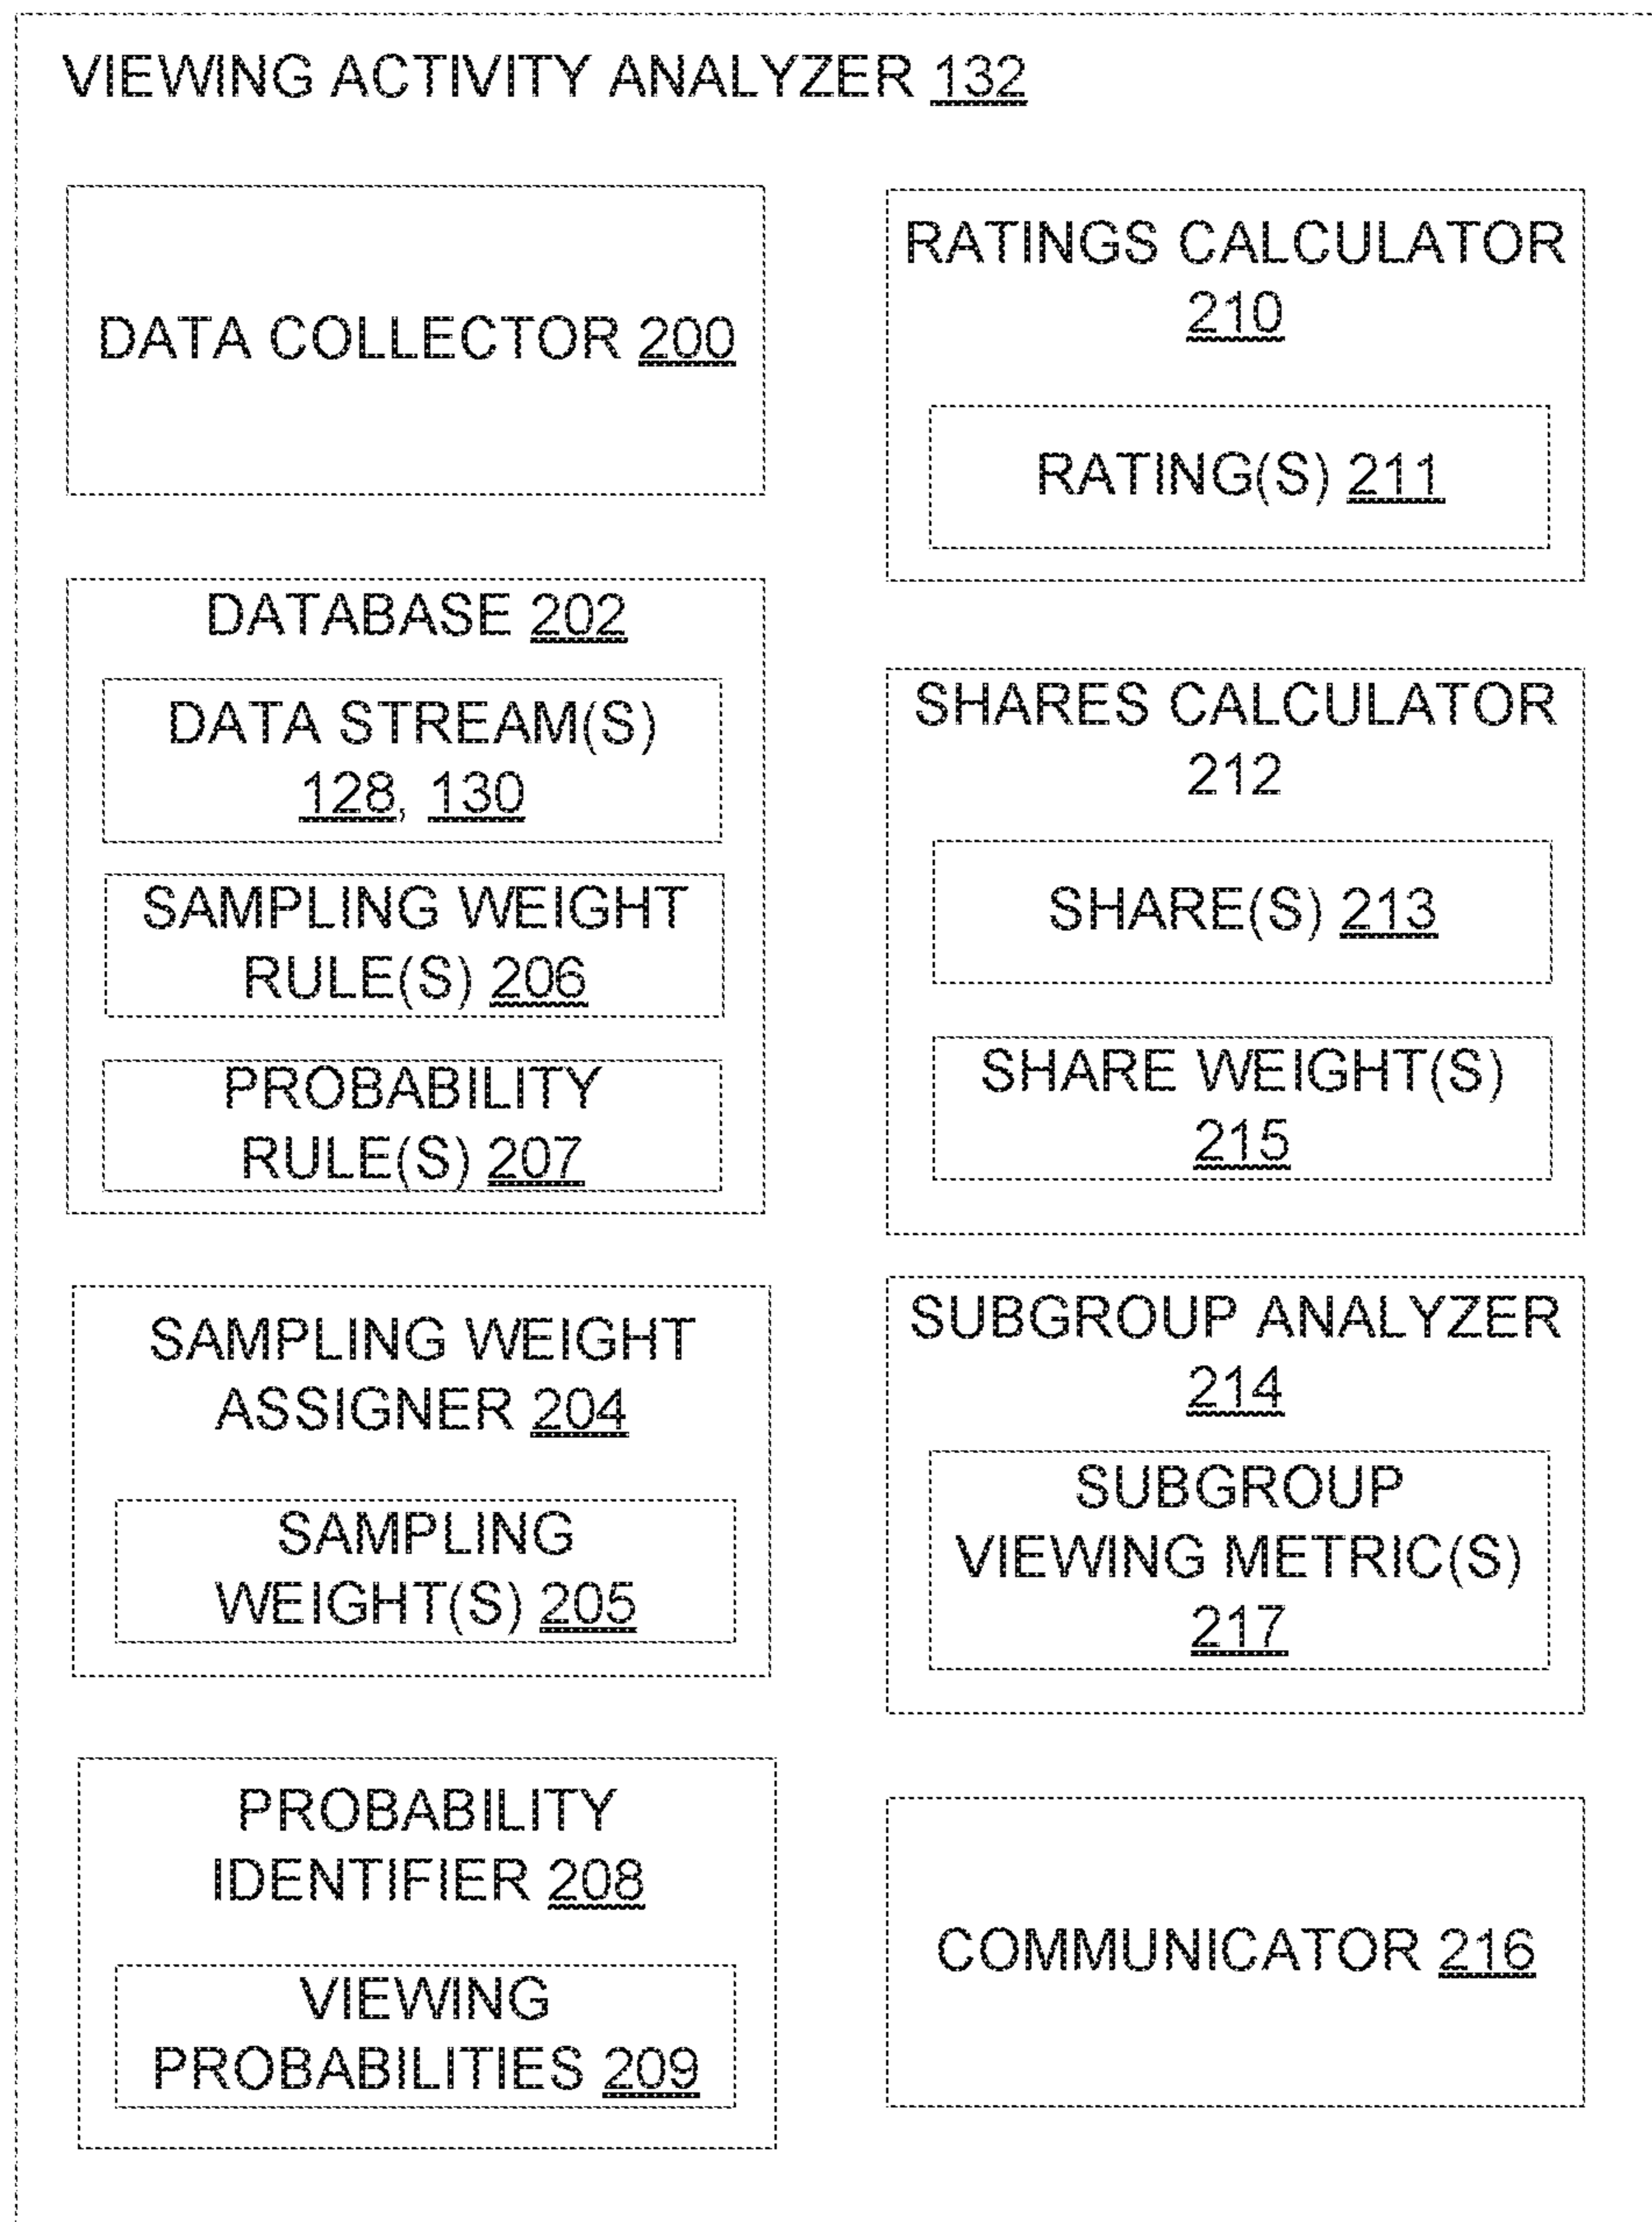 VIEWING ACTIVITY ANALYZER 132
DATA COLLECTOR 200
DATABASE 202
DATA STREAM(S)
128, 130
SAMPLING WEIGHT
RULE(S) 206
PROBABILITY
RULE(S) 207
SAMPLING WEIGHT
ASSIGNER 204
SAMPLING
WEIGHT(S) 205
PROBABILITY
IDENTIFIER 208
VIEWING
PROBABILITIES 209
RATINGS CALCULATOR
210
RATING(S) 211
SHARES CALCULATOR
212
SHARE(S) 213
SHARE WEIGHT(S)
215
SUBGROUP ANALYZER
214
SUBGROUP
VIEWING METRIC(S)
217
COMMUNICATOR 216